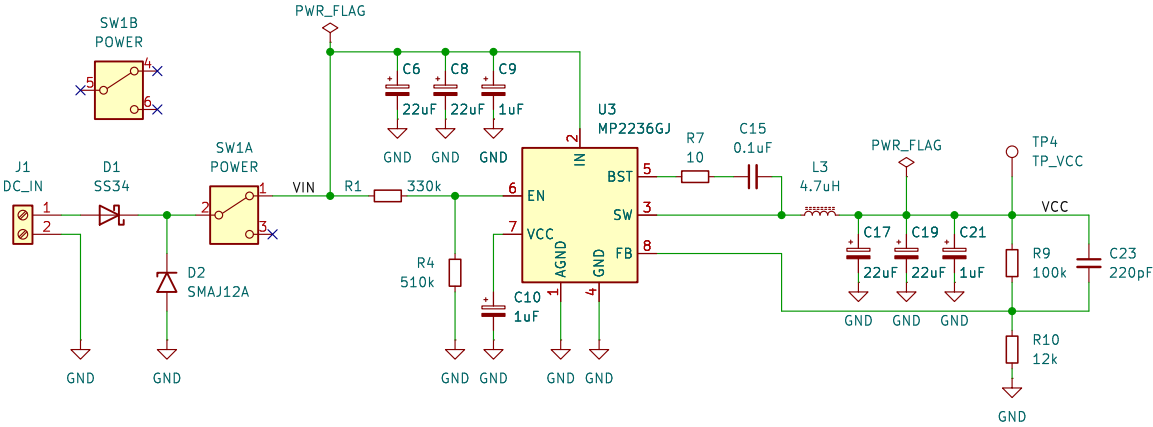 PWR_FLAG
SW1B
POWER
4
5
6
C6
22uF
GND
C8
22uF
GND
C9
1uF
GND
J1
DC_IN
1
2
D1
SS34
SW1A
POWER
1
2
3
VIN
D2
SMAJ12A
GND
GND
R1
330k
R4
510k
GND
C10
1uF
GND
U3
MP2236GJ
2
IN
6
EN
7
VCC
BST
5
SW
3
FB
8
AGND
1
GND
4
GND
GND
R7
10
C15
0.1uF
L3
4.7uH
PWR_FLAG
TP4
TP_VCC
VCC
C17
22uF
GND
C19
22uF
GND
C21
1uF
GND
R9
100k
C23
220pF
R10
12k
GND